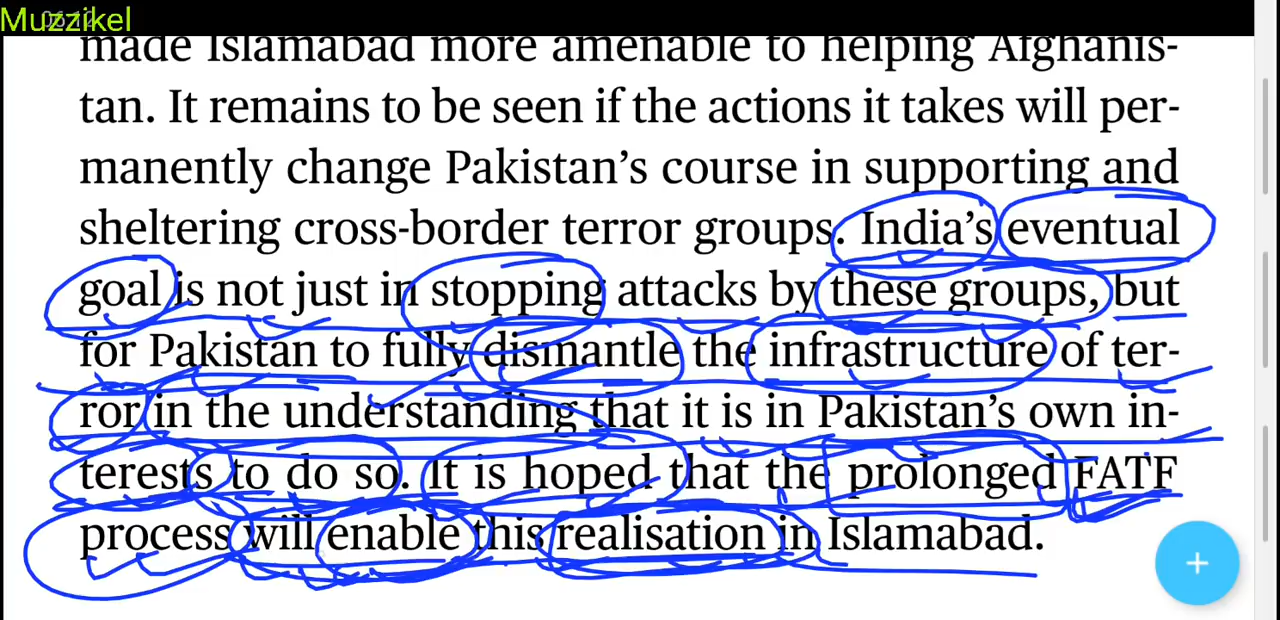 Muzzikel
made Islamabad more amenable to helping Afghanis-
tan. It remains to be seen if the actions it takes will per-
manently change Pakistan’s course in supporting and
sheltering cross-border terror groups. India’s eventual
goal is not just in stopping attacks by these groups, but
for Pakistan to fully dismantle the infrastructure of ter-
ror in the understanding that it is in Pakistan’s own in-
terests to do so. It is hoped that the prolonged FATF
process will enable this realisation in Islamabad.